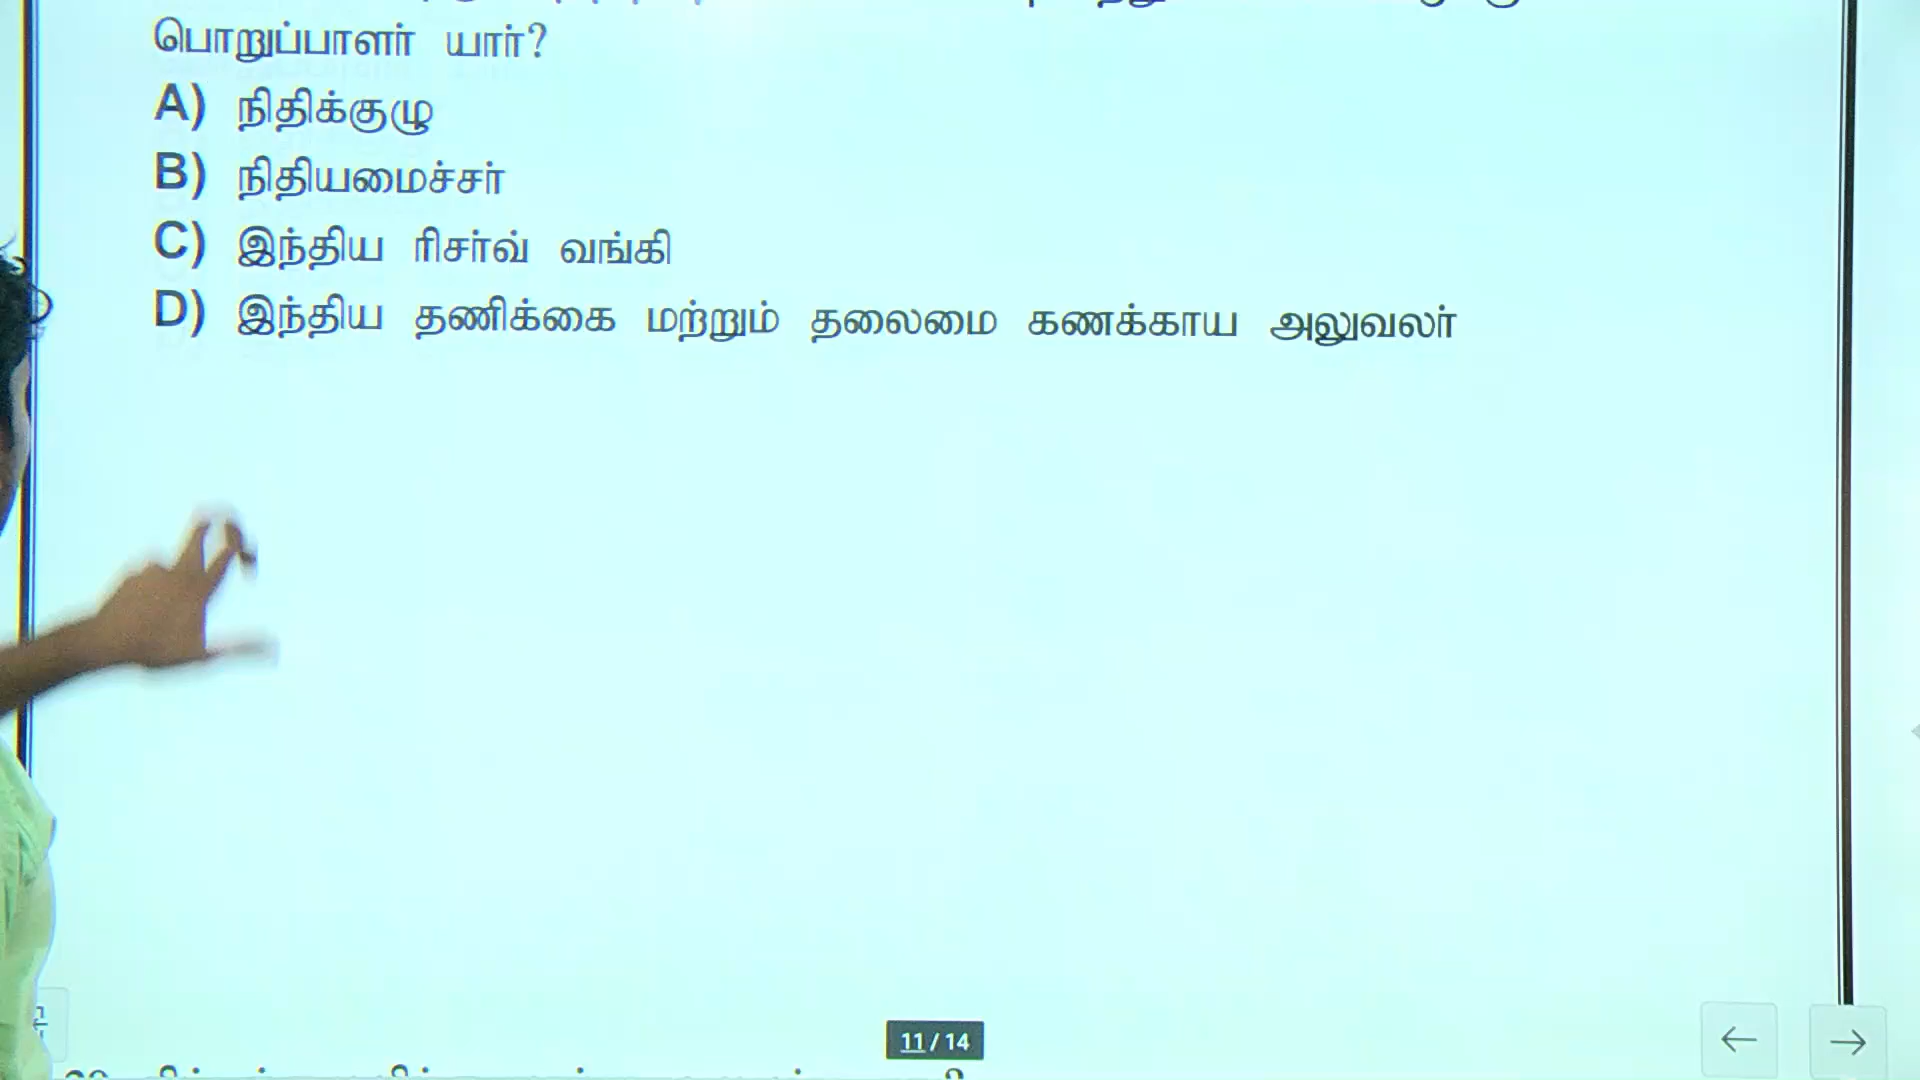 பொறுப்பாளர் யார்?
A) நிதிக்குழு
B) நிதியமைச்சர்
C) இந்திய ரிசர்வ் வங்கி
D) இந்திய தணிக்கை மற்றும் தலைமை கணக்காய அலுவலர்
11 / 14